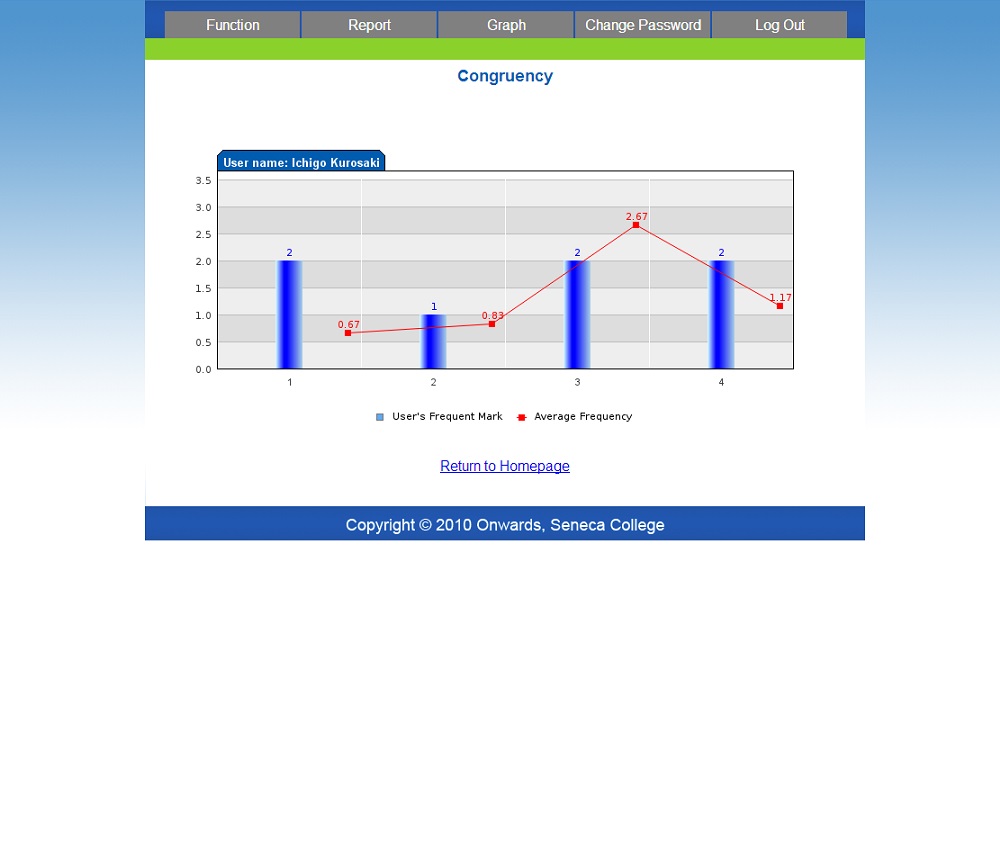 Function Report Graph Change Password Log Out
Congruency
User name: Ichigo Kurosaki
3.5
3.0
2.67
2.5
2 2 2
2.0
1.5
1.17
1 
1.0
0.67 0.83
0.5
0.0
1 2 3 4
User's Frequent Mark Average Frequency
Return to Homepage
Copyright © 2010 Onwards, Seneca College